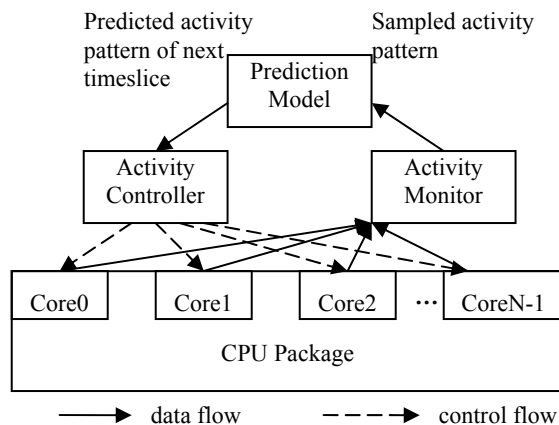 Predicted activity
pattern of next
timeslice
Sampled activity
pattern
Prediction
Model
Activity
Controller
Activity
Monitor
Core0
Core1
Core2
...
CoreN-1
CPU Package
data flow
control flow